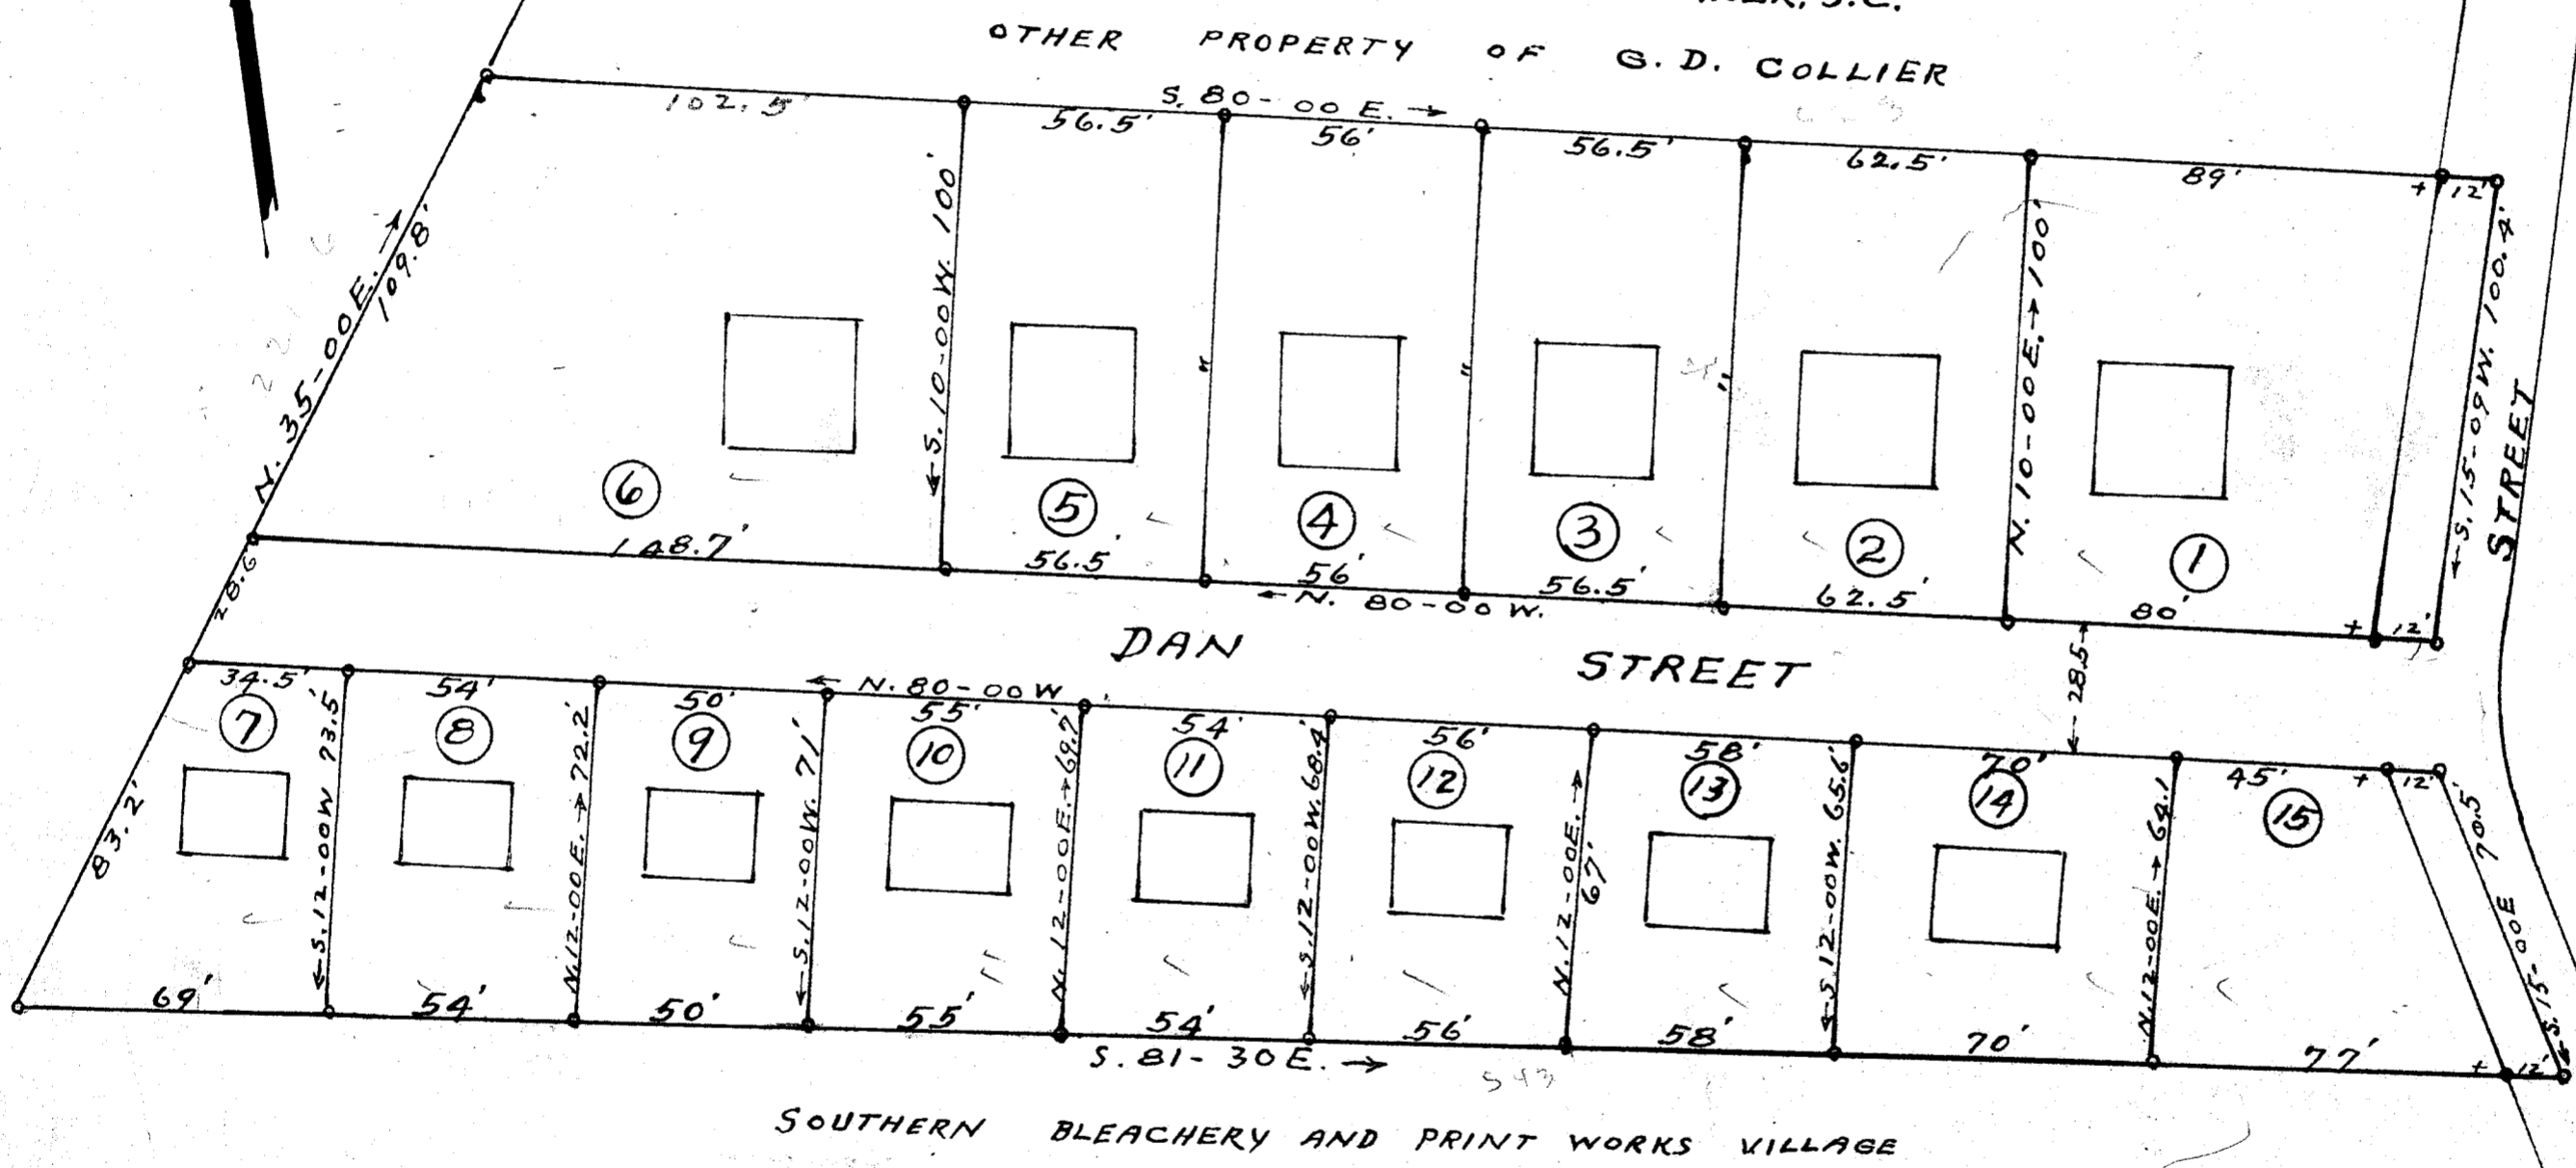 OTHER PROPERTY OF G. D. COLLIER
S. 80-00 E. →
102.5'
56.5'
56'
56.5'
62.5'
89'
+ 12'
N. 35-00 E. →
109.8'
← S. 10-00 W. 100'
"
"
"
N. 10-00 E. → 100'
← S. 15-09 W. 100.4'
STREET
6
5
4
3
2
1
148.7'
56.5'
56'
56.5'
62.5'
80'
+ 12'
← N. 80-00 W.
28.6
DAN STREET
← 28.5 →
← N. 80-00 W
34.5'
54'
50'
55'
54'
56'
58'
70'
45'
+ 12'
7
8
9
10
11
12
13
14
15
83.2'
← S. 12-00 W 73.5'
N. 12-00 E. → 72.2'
← S. 12-00 W. 71'
N. 12-00 E. → 69.7'
← S. 12-00 W. 68.4'
N. 12-00 E. →
67'
← S. 12-00 W. 65.6'
N. 12-00 E. → 64.1
← S. 15-00 E 70.5'
69'
54'
50'
55'
54'
56'
58'
70'
77'
+ 12'
S. 81-30 E. →
543
SOUTHERN BLEACHERY AND PRINT WORKS VILLAGE